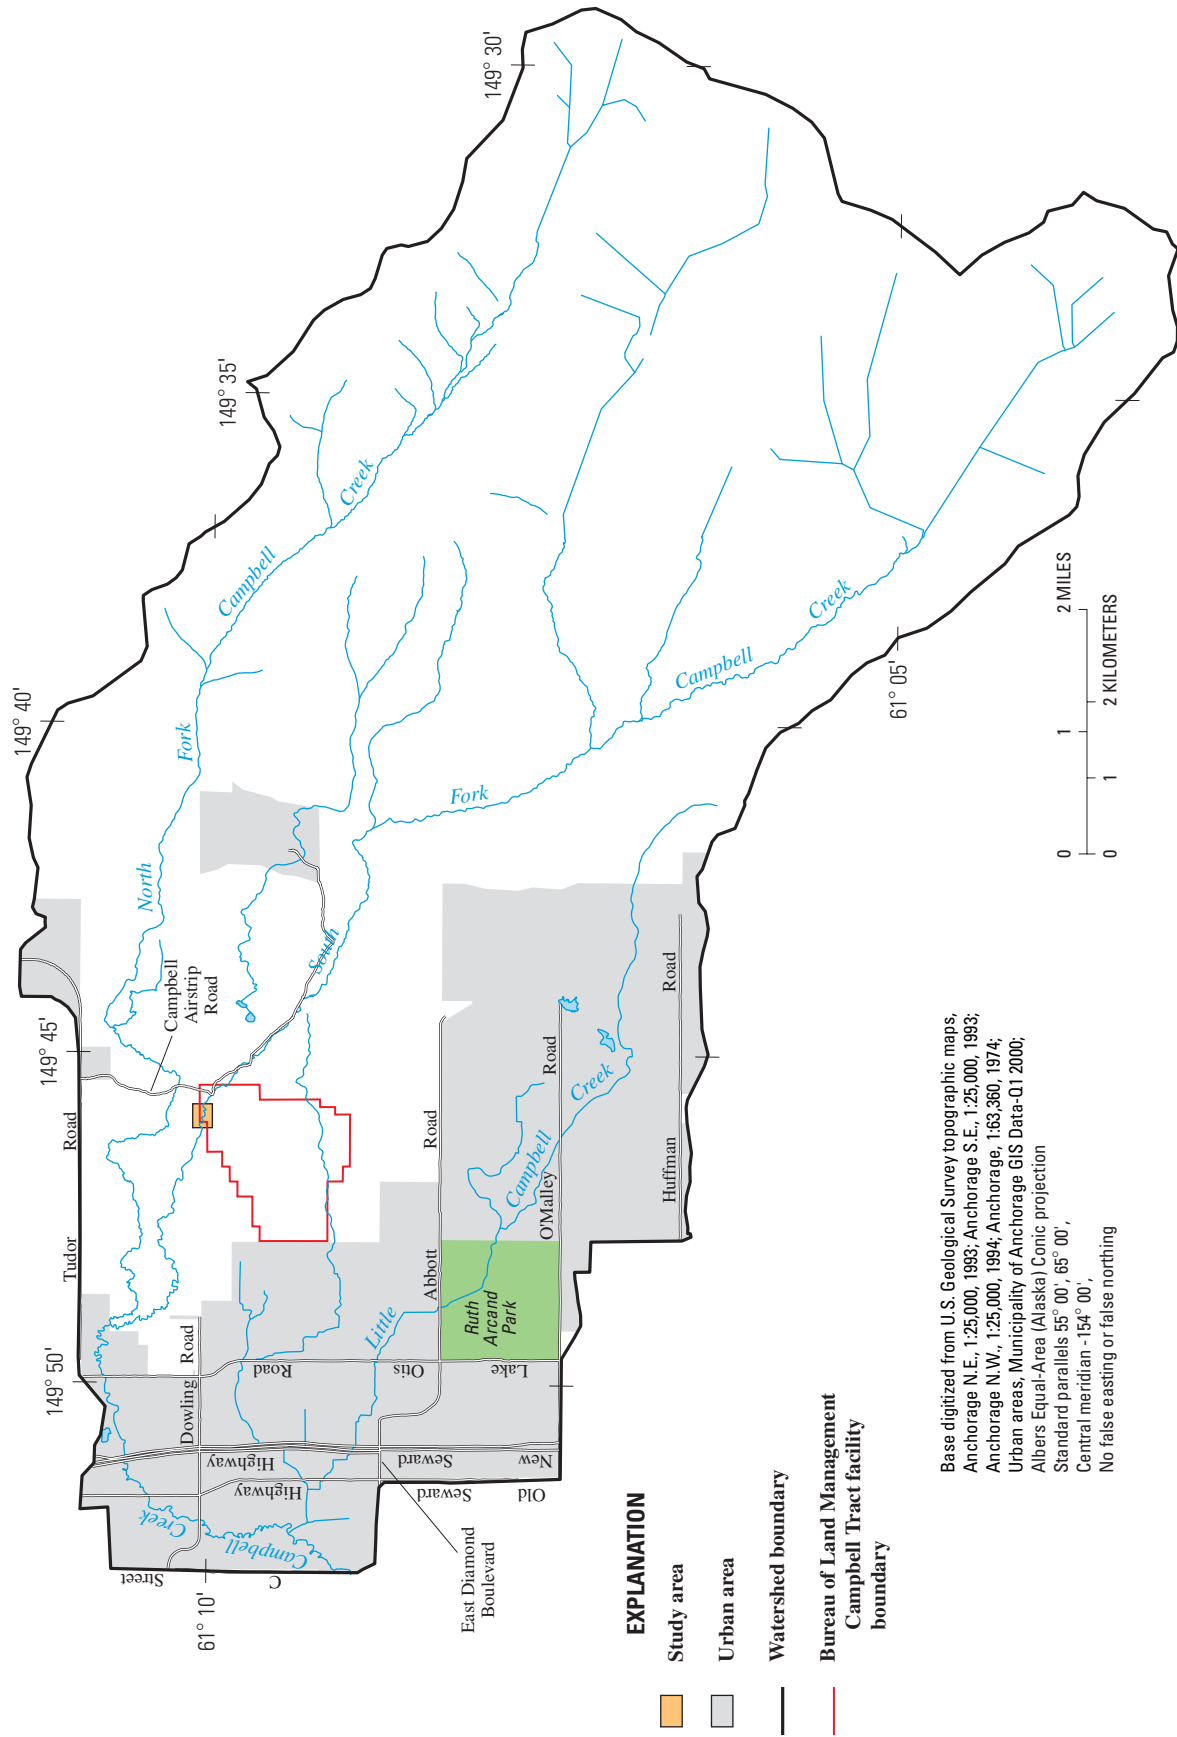 149° 30'
149° 35'
149° 40'
149° 45'
149° 50'
61° 05'
61° 10'
North
Fork
Campbell
Creek
South
Fork
Campbell
Creek
Little
Campbell
Creek
Campbell
Creek
Campbell
Airstrip
Road
Tudor
Road
Dowling
Road
Abbott
Road
O'Malley
Road
Huffman
Road
Lake
Otis
Road
New
Seward
Highway
Old
Seward
Highway
C
Street
East Diamond
Boulevard
Ruth
Arcand
Park
0 1 2 MILES
0 1 2 KILOMETERS
EXPLANATION
Study area
Urban area
Watershed boundary
Bureau of Land Management
Campbell Tract facility
boundary
Base digitized from U.S. Geological Survey topographic maps,
Anchorage N.E., 1:25,000, 1993; Anchorage S.E., 1:25,000, 1993;
Anchorage N.W., 1:25,000, 1994; Anchorage, 1:63,360, 1974;
Urban areas, Municipality of Anchorage GIS Data-Q1 2000;
Albers Equal-Area (Alaska) Conic projection
Standard parallels 55° 00', 65° 00',
Central meridian -154° 00',
No false easting or false northing